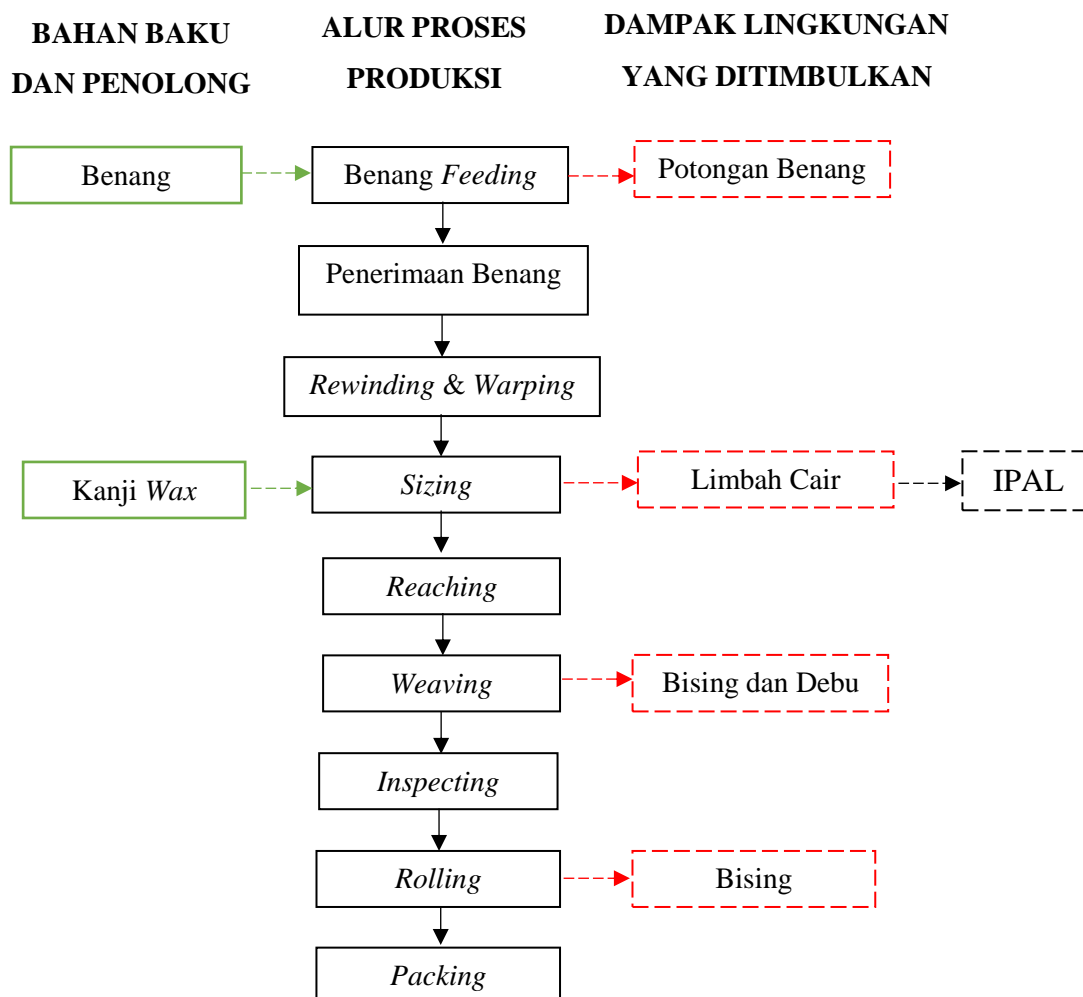 BAHAN BAKU
DAN PENOLONG
ALUR PROSES
PRODUKSI
DAMPAK LINGKUNGAN
YANG DITIMBULKAN
Benang
Benang Feeding
Potongan Benang
Penerimaan Benang
Rewinding & Warping
Kanji Wax
Sizing
Limbah Cair
IPAL
Reaching
Weaving
Bising dan Debu
Inspecting
Rolling
Bising
Packing